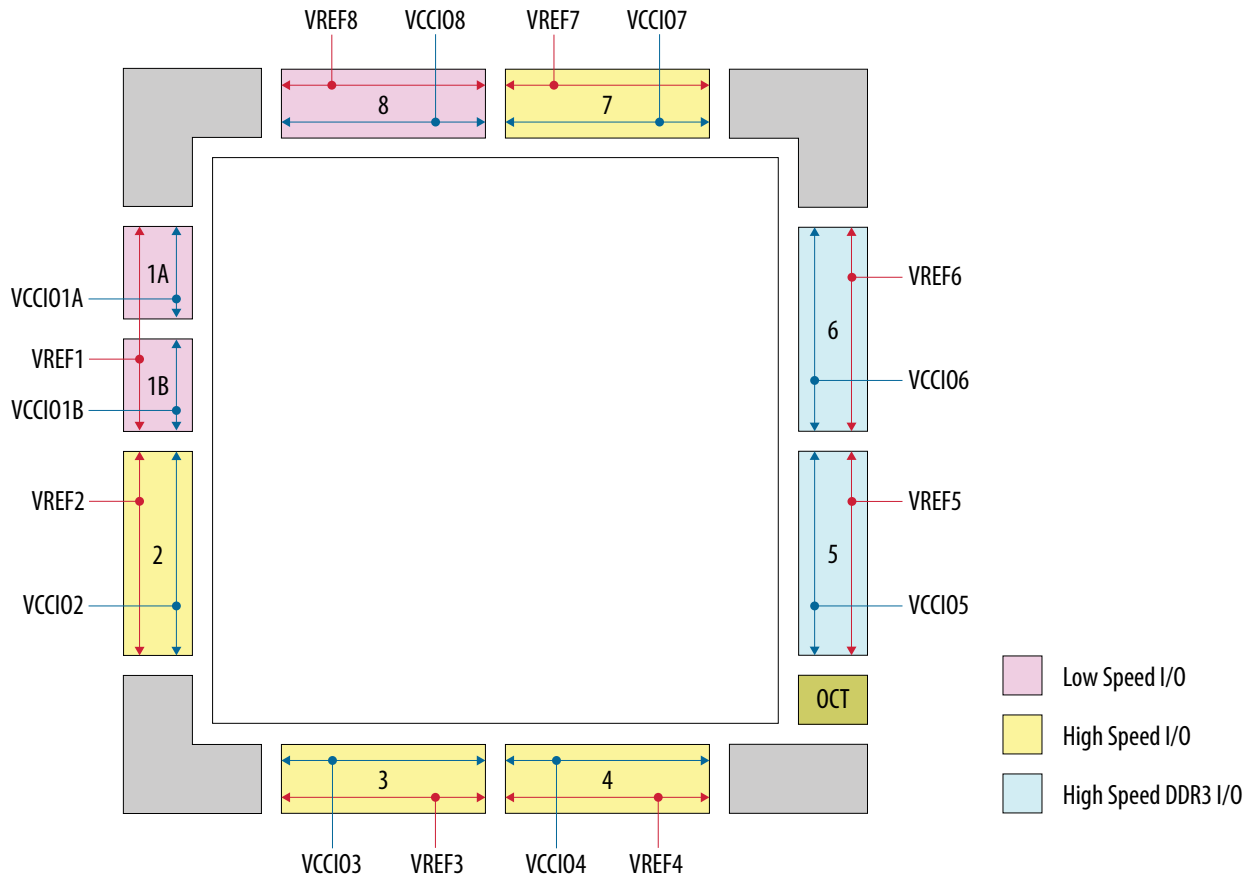 VREF8
VCCIO8
VREF7
VCCIO7
8
7
1A
VCCIO1A
VREF1
1B
VCCIO1B
VREF2
2
VCCIO2
6
VREF6
VCCIO6
VREF5
5
VCCIO5
OCT
3
4
VCCIO3
VREF3
VCCIO4
VREF4
Low Speed I/O
High Speed I/O
High Speed DDR3 I/O